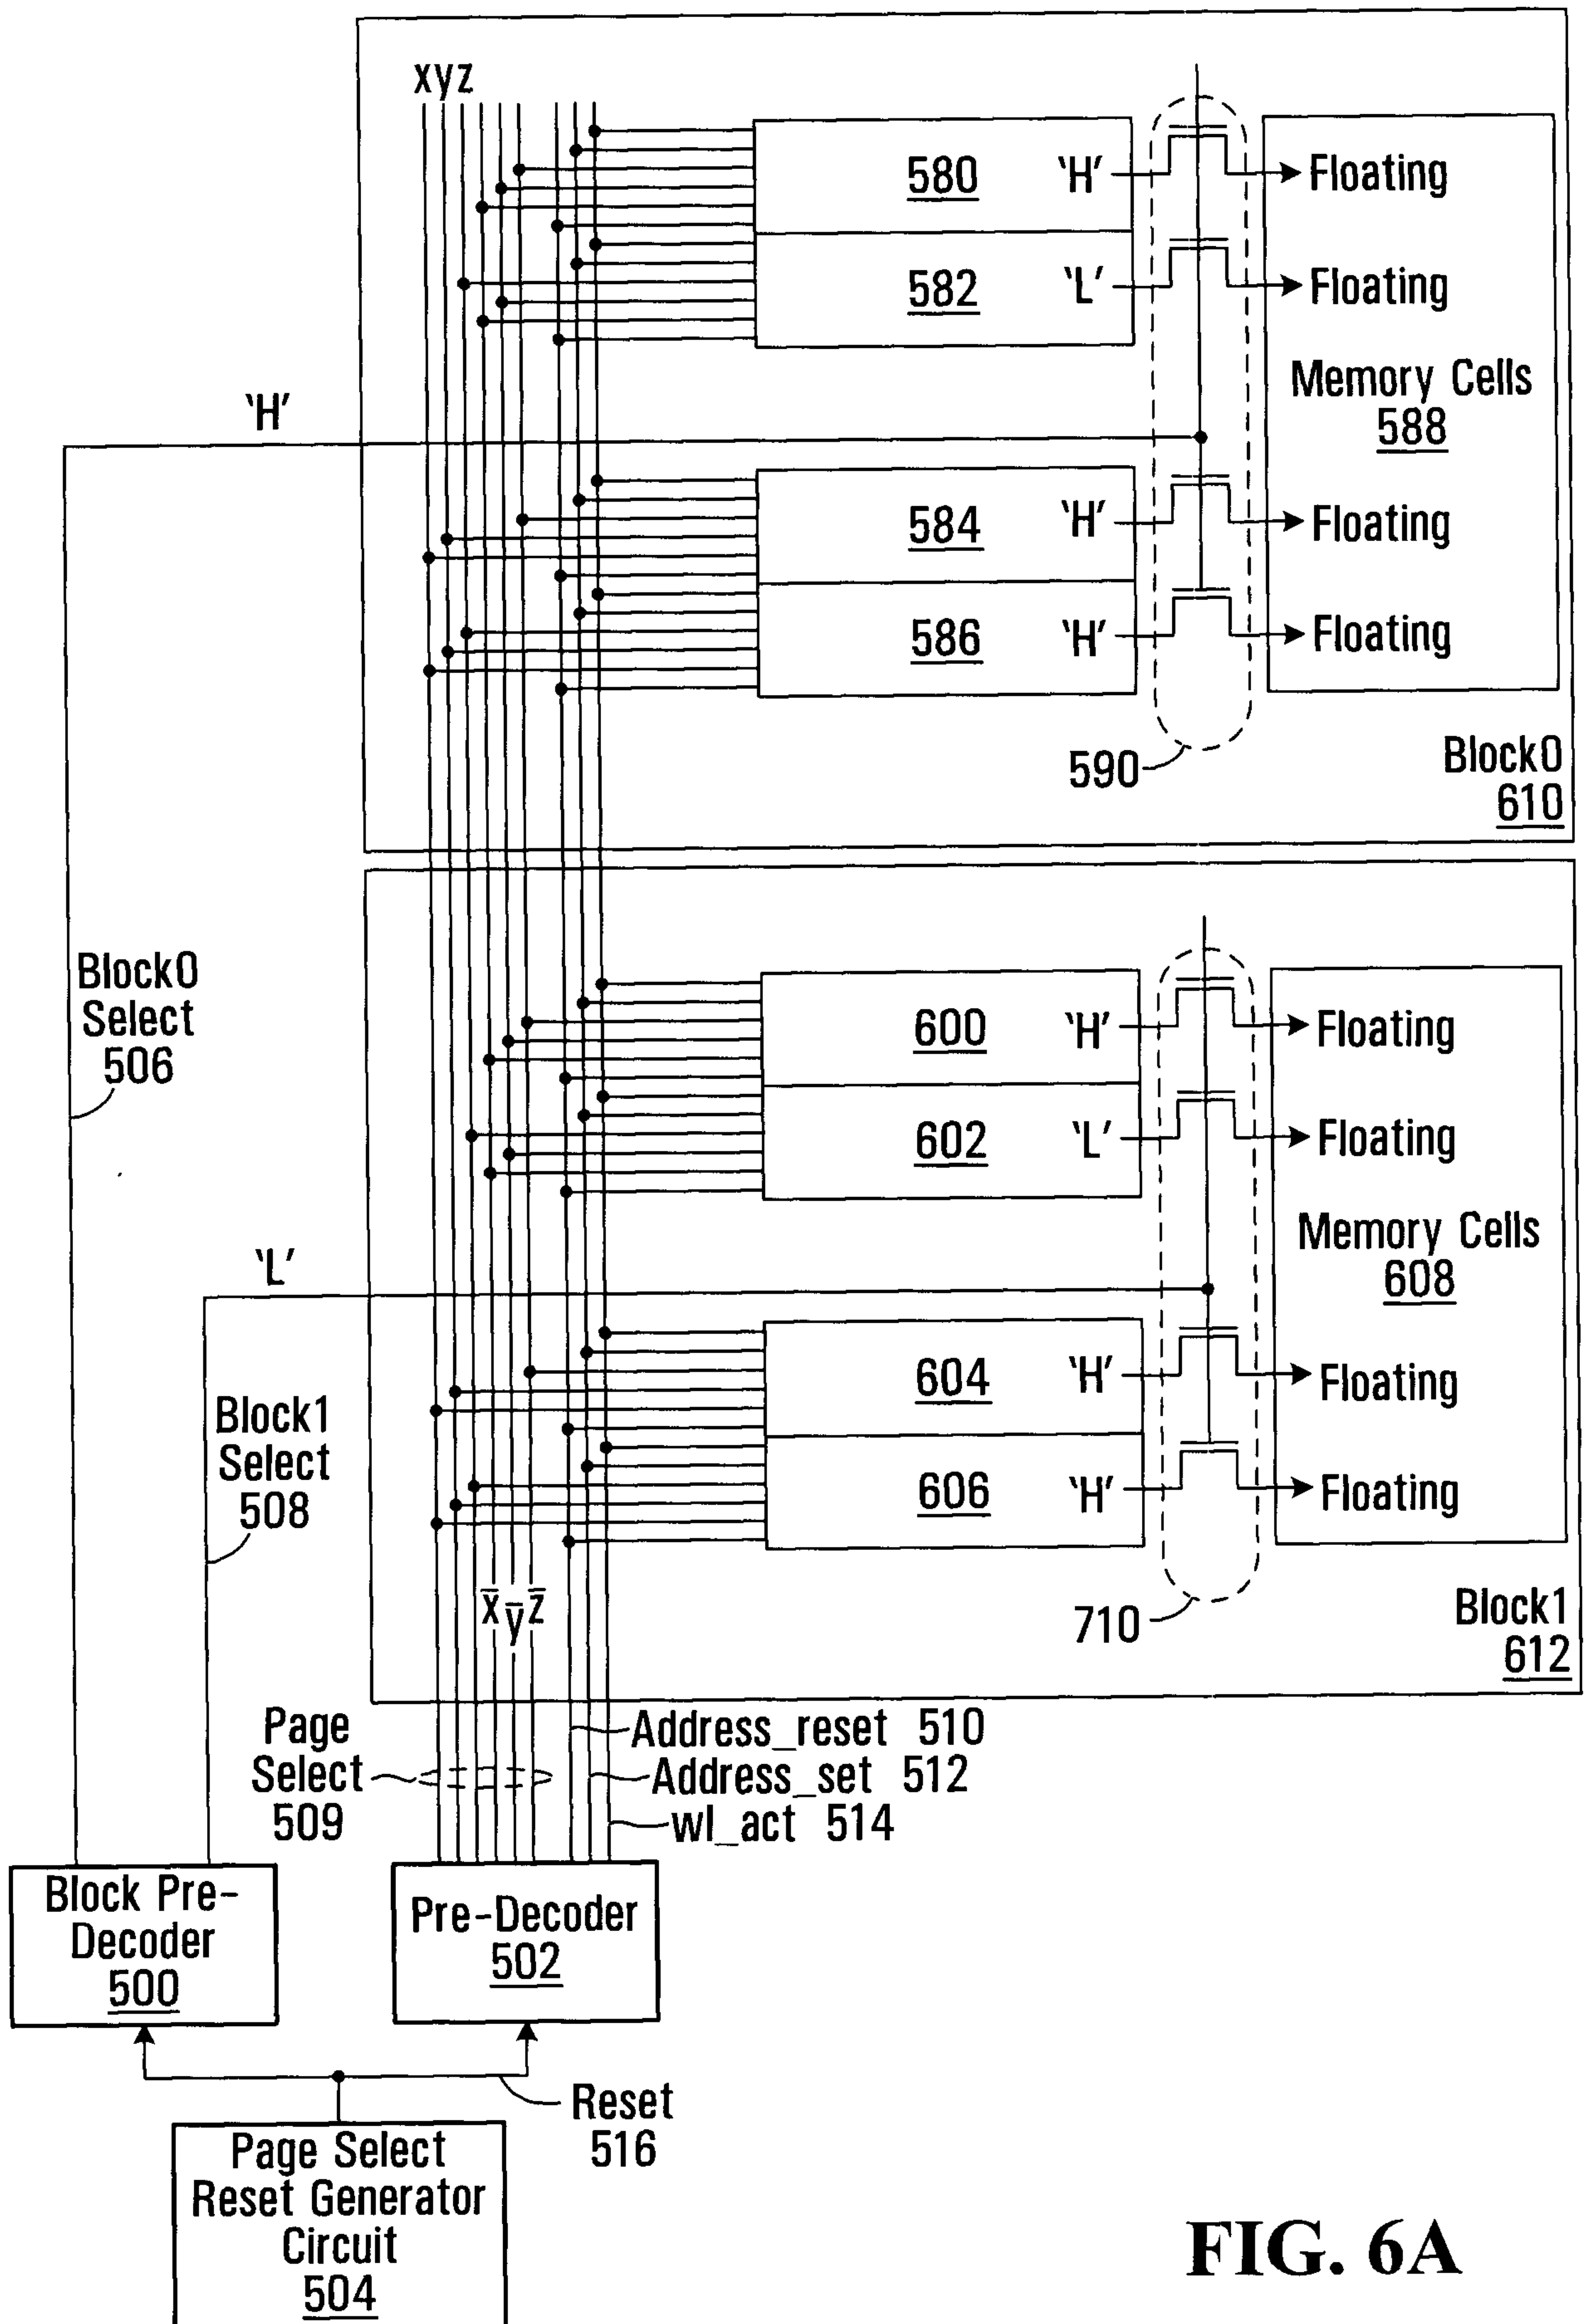 xyz
580
'H'
Floating
582
'L'
Floating
Memory Cells
588
'H'
584
'H'
Floating
586
'H'
Floating
590
Block0
610
Block0
Select
506
600
'H'
Floating
602
'L'
Floating
Memory Cells
608
'L'
604
'H'
Floating
Block1
Select
508
606
'H'
Floating
x̅ y̅ z̅
710
Block1
612
Page
Select
509
Address_reset 510
Address_set 512
wl_act 514
Block Pre-
Decoder
500
Pre-Decoder
502
Reset
516
Page Select
Reset Generator
Circuit
504
FIG. 6A